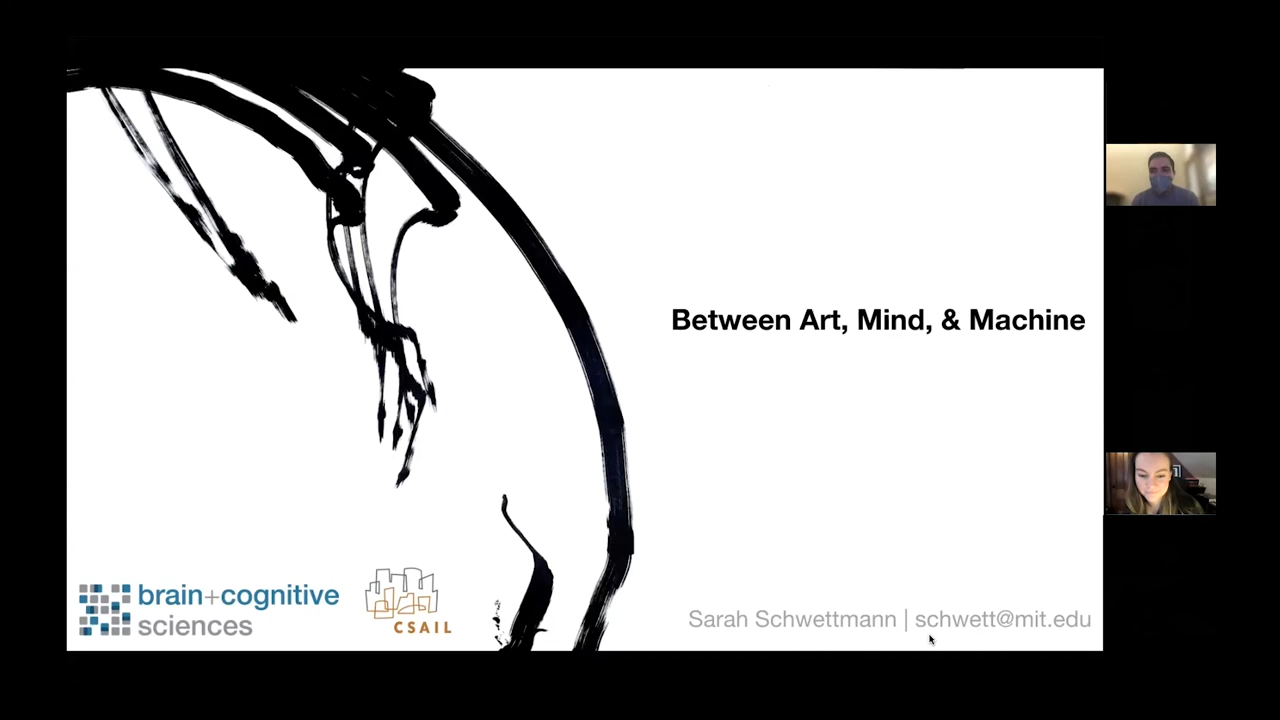 Between Art, Mind, & Machine
brain+cognitive
sciences
CSAIL
Sarah Schwettmann | schwett@mit.edu